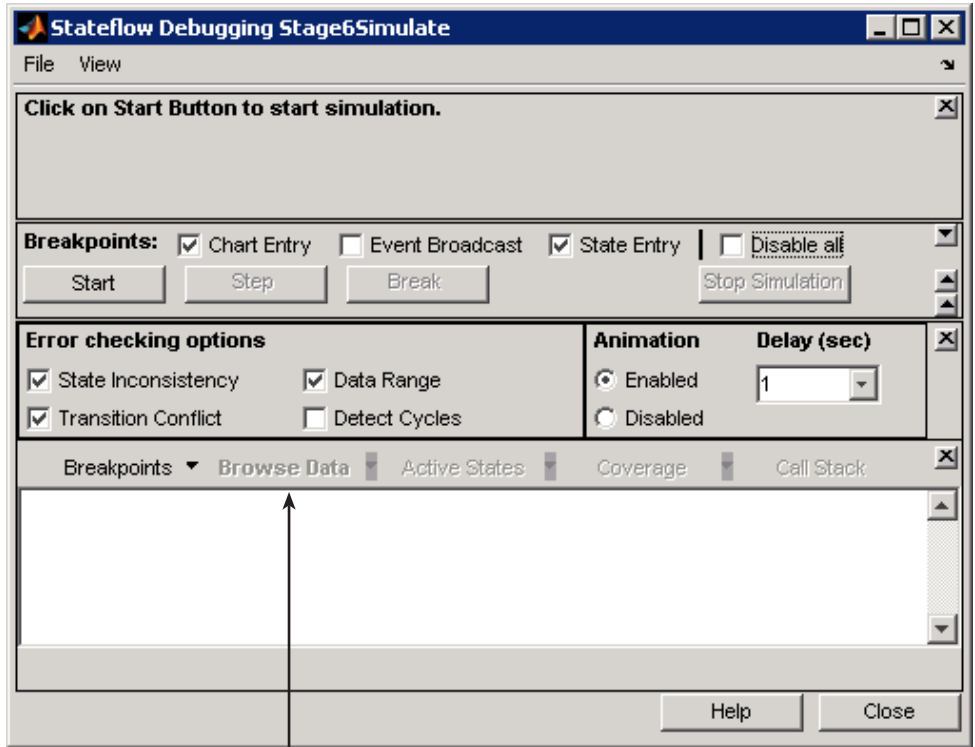 Stateflow Debugging Stage6Simulate
File View
Click on Start Button to start simulation.
Breakpoints: Chart Entry Event Broadcast State Entry Disable all
Start Step Break Stop Simulation
Error checking options Animation Delay (sec)
State Inconsistency Data Range Enabled 1
Transition Conflict Detect Cycles Disabled
Breakpoints Browse Data Active States Coverage Call Stack
Help Close